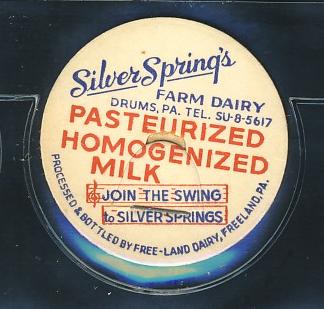 Silver Spring's
FARM DAIRY
DRUMS, PA. TEL. SU-8-5617
PASTEURIZED
HOMOGENIZED
MILK
JOIN THE SWING
to SILVER SPRINGS
PROCESSED & BOTTLED BY FREE-LAND DAIRY, FREELAND, PA.